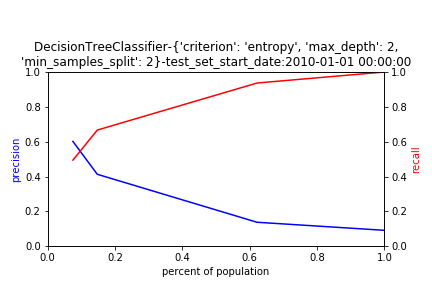 DecisionTreeClassifier-{'criterion': 'entropy', 'max_depth': 2,
'min_samples_split': 2}-test_set_start_date:2010-01-01 00:00:00
1.0
0.8
0.6
0.4
0.2
0.0
precision
0.0 0.2 0.4 0.6 0.8 1.0
percent of population
1.0
0.8
0.6
0.4
0.2
0.0
recall